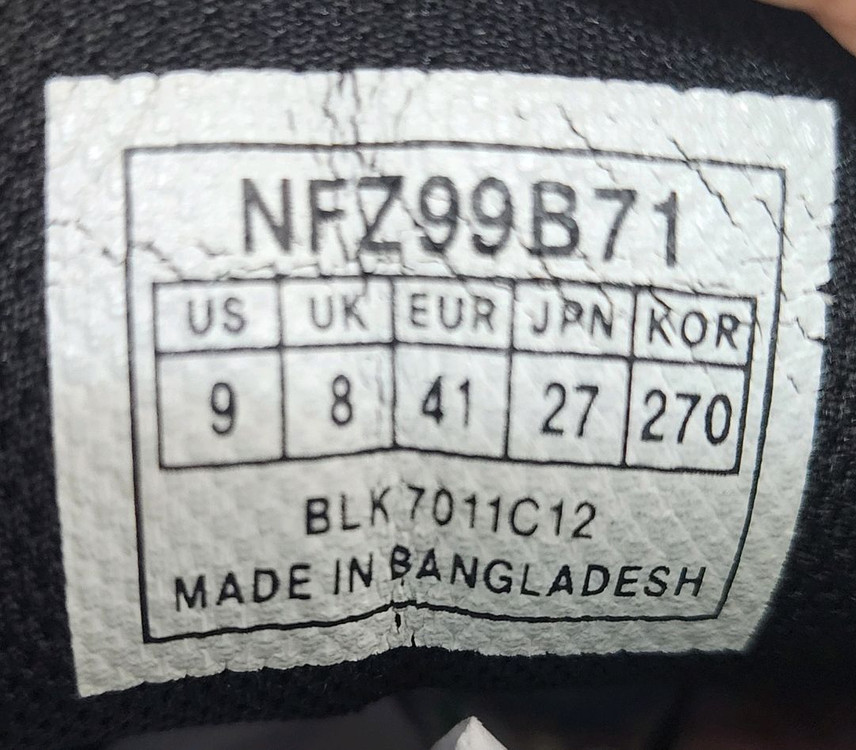 NFZ99B71
US UK EUR JPN KOR
9 8 41 27 270
BLK7011C12
MADE IN BANGLADESH